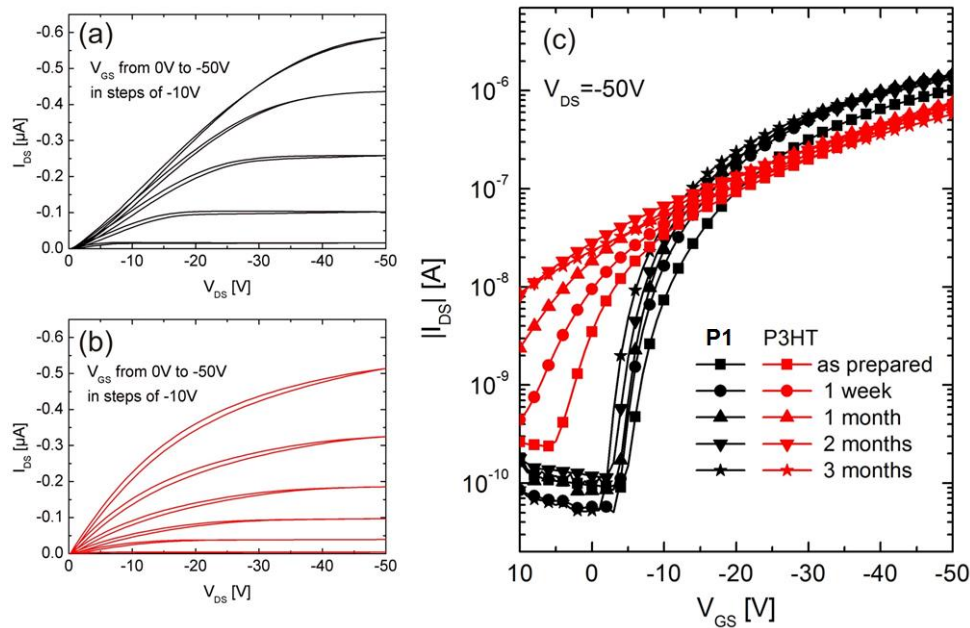 (a)
V_GS from 0V to -50V
in steps of -10V
-0.6
-0.5
-0.4
-0.3
-0.2
-0.1
0.0
I_DS [µA]
0 -10 -20 -30 -40 -50
V_DS [V]
(b)
V_GS from 0V to -50V
in steps of -10V
-0.6
-0.5
-0.4
-0.3
-0.2
-0.1
0.0
I_DS [µA]
0 -10 -20 -30 -40 -50
V_DS [V]
(c)
V_DS=-50V
10⁻⁶
10⁻⁷
10⁻⁸
10⁻⁹
10⁻¹⁰
|I_DS| [A]
P1 P3HT
as prepared
1 week
1 month
2 months
3 months
10 0 -10 -20 -30 -40 -50
V_GS [V]